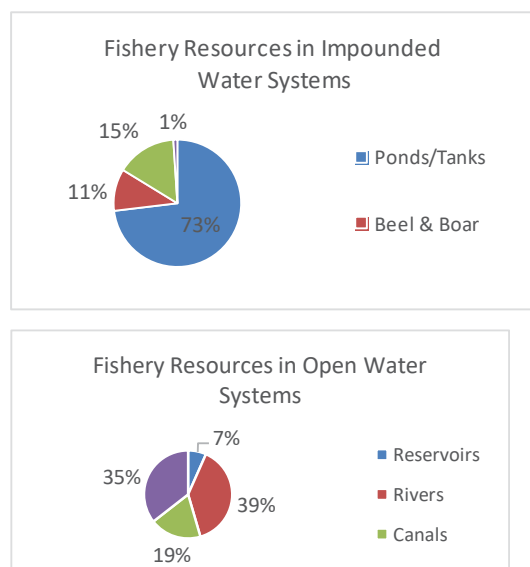 Fishery Resources in Impounded
Water Systems
1%
15%
11%
73%
Ponds/Tanks
Beel & Boar
Fishery Resources in Open Water
Systems
7%
35%
39%
19%
Reservoirs
Rivers
Canals